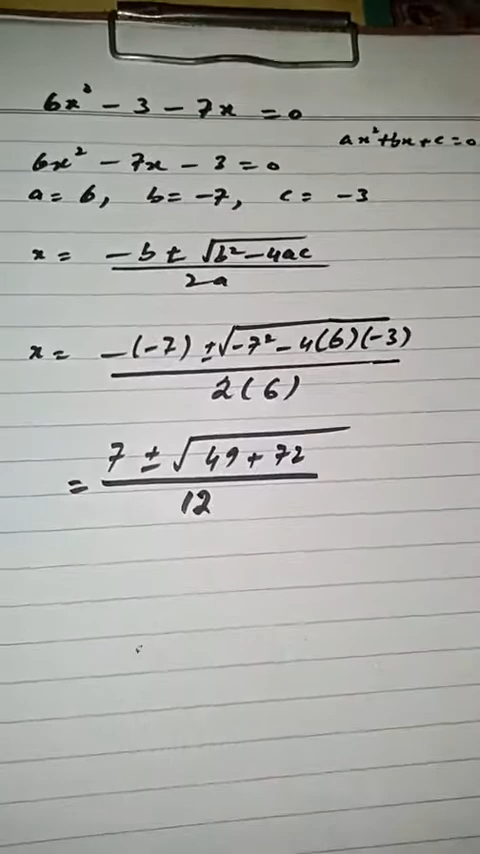 6x² - 3 - 7x = 0
ax² + bx + c = 0
6x² - 7x - 3 = 0
a = 6, b = -7, c = -3
x = (-b ± √(b² - 4ac)) / 2a
x = (-(-7) ± √(-7² - 4(6)(-3))) / 2(6)
= (7 ± √(49 + 72)) / 12